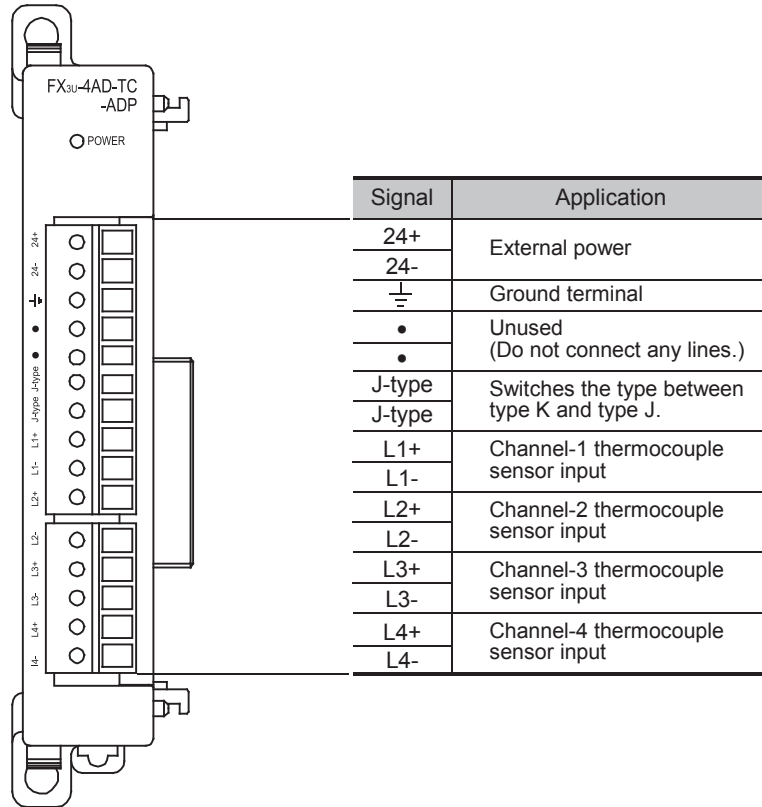 FX3U-4AD-TC
-ADP
POWER
24+
24-
⏚
•
•
J-type
J-type
L1+
L1-
L2+
L2-
L3+
L3-
L4+
l4-
Signal Application
24+ External power
24-
⏚ Ground terminal
• Unused
• (Do not connect any lines.)
J-type Switches the type between
J-type type K and type J.
L1+ Channel-1 thermocouple
L1- sensor input
L2+ Channel-2 thermocouple
L2- sensor input
L3+ Channel-3 thermocouple
L3- sensor input
L4+ Channel-4 thermocouple
L4- sensor input